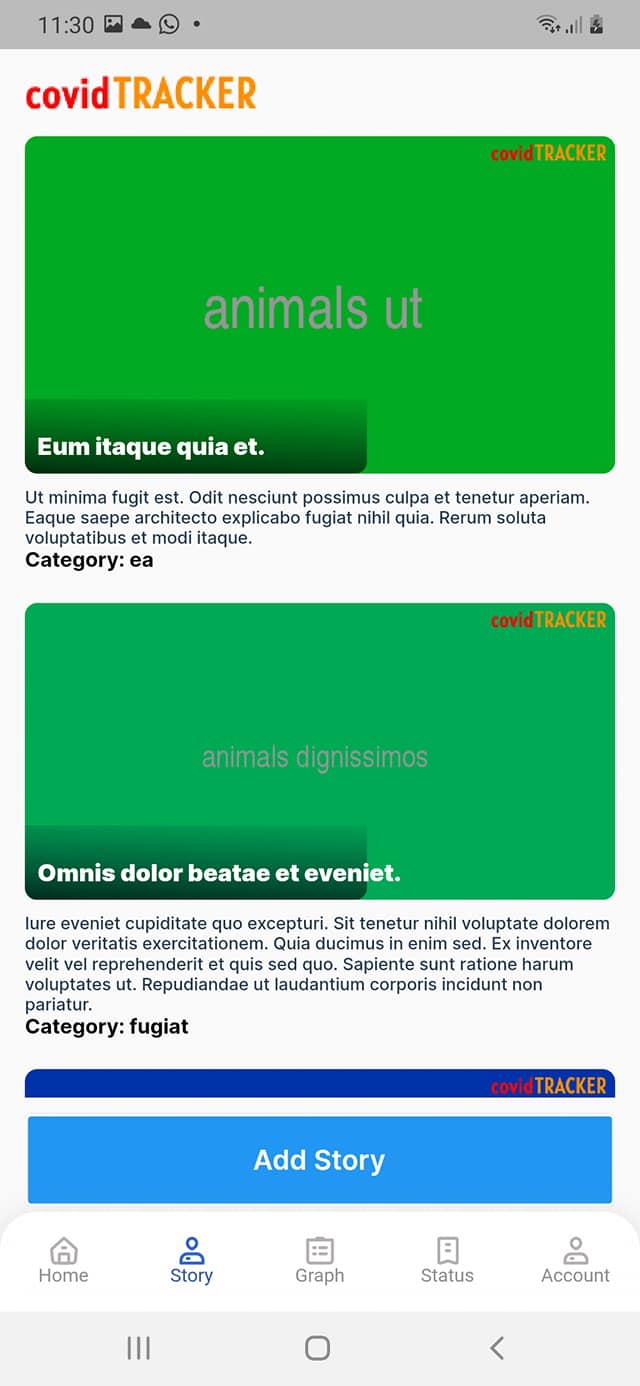 11:30
covidTRACKER
covidTRACKER
animals ut
Eum itaque quia et.
Ut minima fugit est. Odit nesciunt possimus culpa et tenetur aperiam.
Eaque saepe architecto explicabo fugiat nihil quia. Rerum soluta
voluptatibus et modi itaque.
Category: ea
covidTRACKER
animals dignissimos
Omnis dolor beatae et eveniet.
Iure eveniet cupiditate quo excepturi. Sit tenetur nihil voluptate dolorem
dolor veritatis exercitationem. Quia ducimus in enim sed. Ex inventore
velit vel reprehenderit et quis sed quo. Sapiente sunt ratione harum
voluptates ut. Repudiandae ut laudantium corporis incidunt non
pariatur.
Category: fugiat
covidTRACKER
Add Story
Home Story Graph Status Account